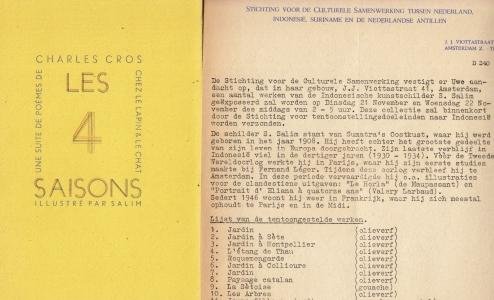 UNE SUITE DE POÈMES DE
CHARLES CROS
CHEZ LE LAPIN & LE CHAT
LES
4
SAISONS
ILLUSTRÉ PAR SALIM
STICHTING VOOR DE CULTURELE SAMENWERKING TUSSEN NEDERLAND,
INDONESIË, SURINAME EN DE NEDERLANDSE ANTILLEN
J. J. VIOTTASTRAAT
AMSTERDAM Z. - T
D 240
De Stichting voor de Culturele Samenwerking vestigt er Uwe aan-
dacht op, dat in haar gebouw, J.J. Viottastraat 41, Amsterdam,
een aantal werken van de Indonesische kunstschilder S. Salim
geëxposeerd zal worden op Dinsdag 21 November en Woensdag 22 No-
vember des middags van 2 - 5 uur. Deze collectie zal binnenkort
door de Stichting voor tentoonstellingsdoeleinden naar Indonesië
worden verzonden.
De schilder S. Salim stamt van Sumatra's Oostkust, waar hij werd
geboren in het jaar 1908. Hij heeft echter het grootste gedeelte
van zijn leven in Europa doorgebracht. Zijn laatste verblijf in
Indonesië viel in de dertiger jaren (1930 - 1934). Vóór de Tweede
Wereldoorlog werkte hij in Parijs, waar hij zijn eerste studies
maakte bij Fernand Léger. Tijdens deze oorlog verbleef hij te
Amsterdam. In deze periode vervaardigde hij o.a. illustraties
voor de clandestiene uitgaven: "Le Horla" (de Maupassant) en
"Portrait d' Eliana à quatorze ans" (Valery Larbaud).
Sedert 1946 woont hij weer in Frankrijk, waar hij zich meestal
ophoudt te Parijs en in de Midi.
Lijst van de tentoongestelde werken.
1. Jardin (olieverf)
2. Jardin à Sète (olieverf)
3. Jardin à Montpellier (olieverf)
4. L'étang de Thau (olieverf)
5. Roquemengarde (olieverf)
6. Jardin à Collioure (olieverf)
7. Jardin (olieverf)
8. Paysage catalan (olieverf)
9. La Sètoise (gouache)
10. Les Arbres (olieverf)